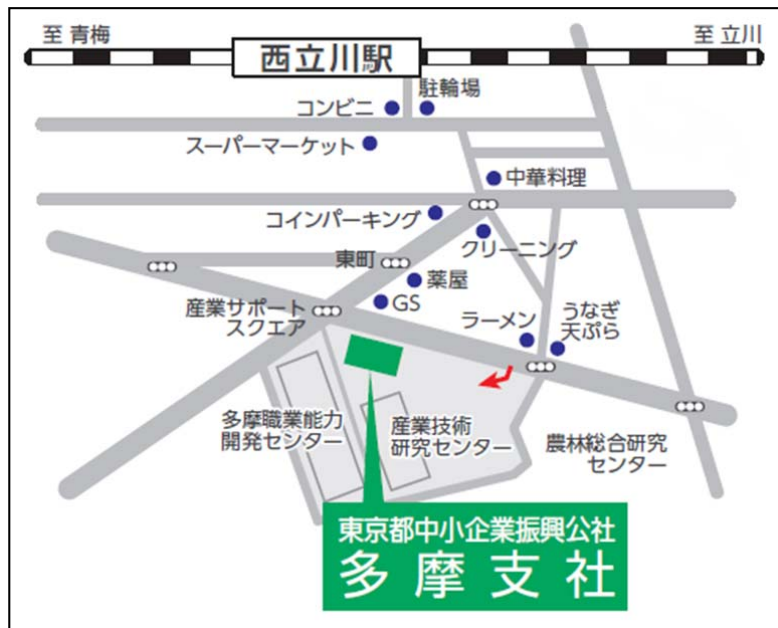 至 青梅
至 立川
西立川駅
駐輪場
コンビニ
スーパーマーケット
中華料理
コインパーキング
クリーニング
東町
薬屋
GS
産業サポート
スクエア
ラーメン
うなぎ
天ぷら
多摩職業能力
開発センター
産業技術
研究センター
農林総合研究
センター
東京都中小企業振興公社
多摩支社